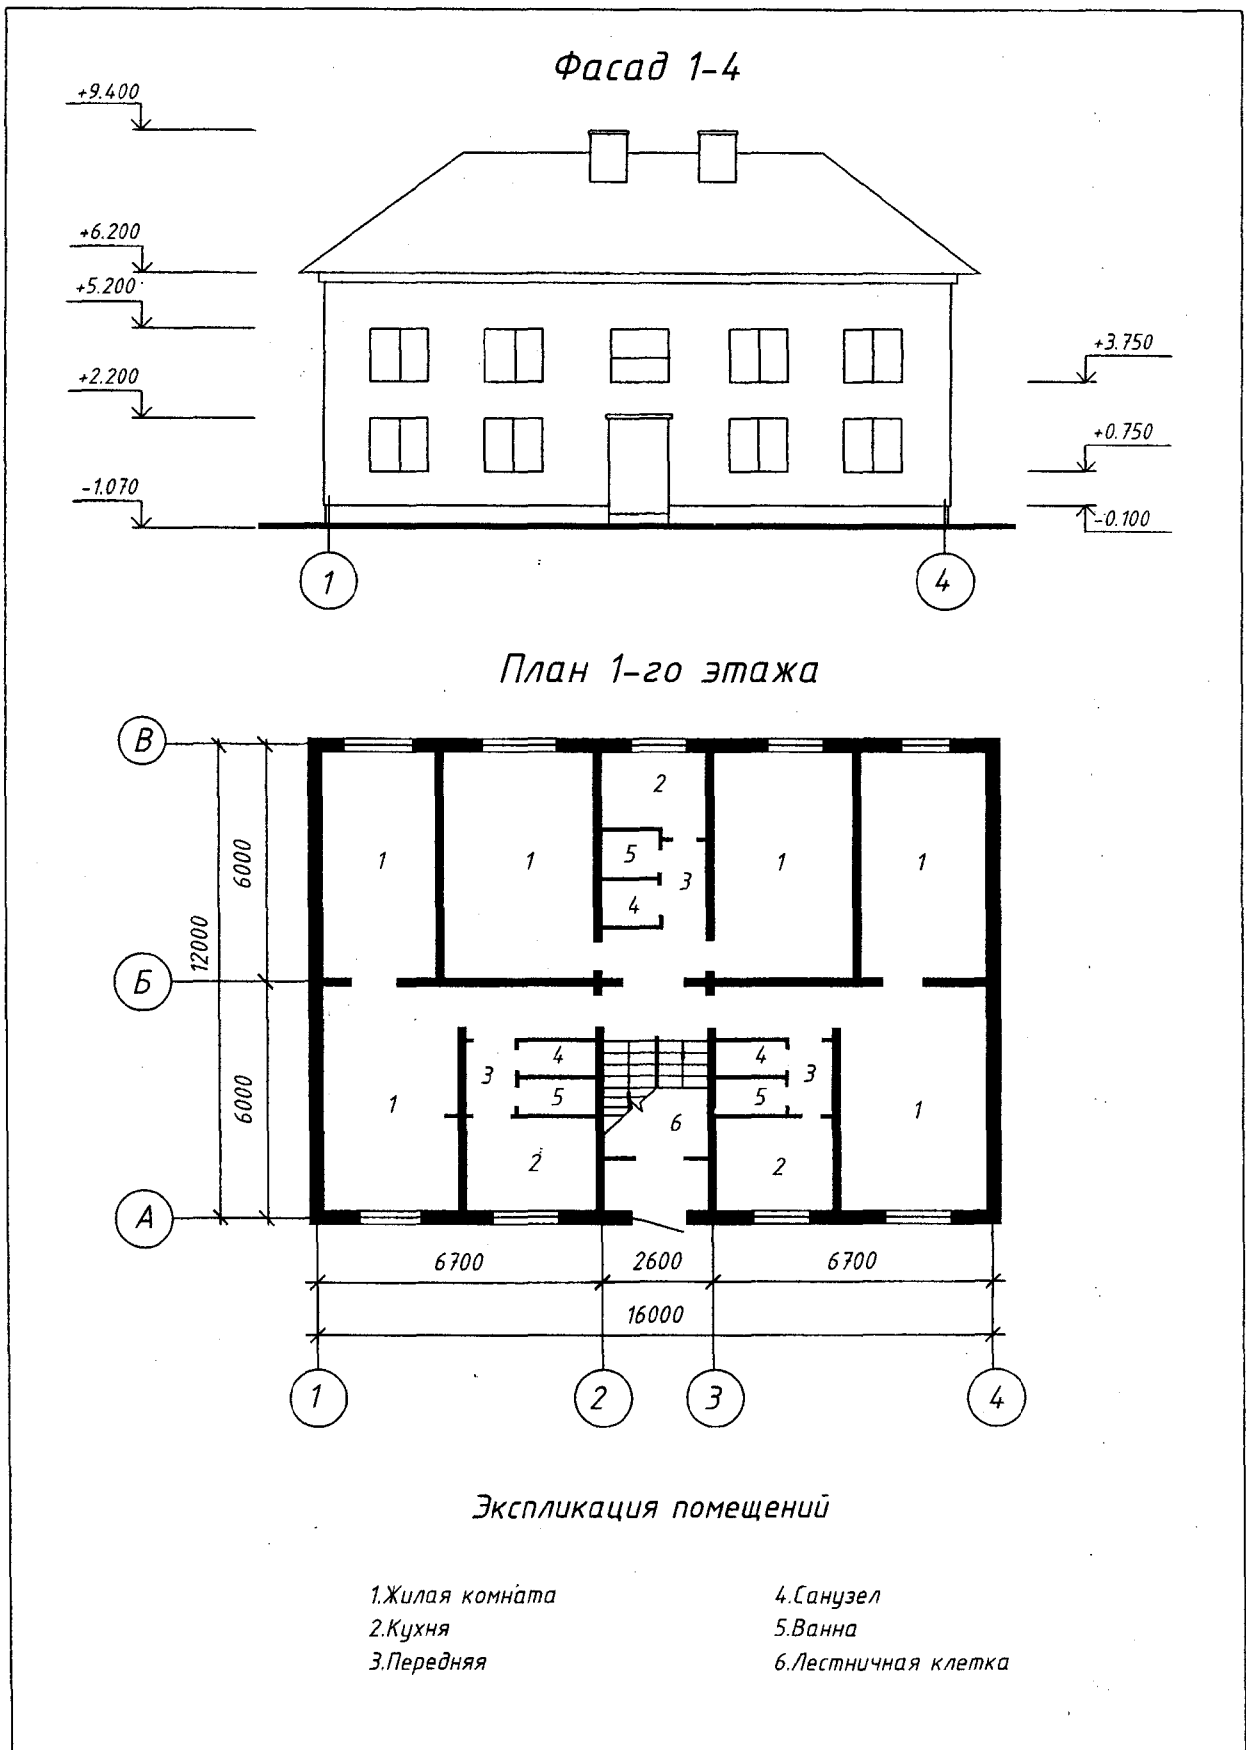 Фасад 1-4
+9.400
+6.200
+5.200
+3.750
+2.200
+0.750
-1.070
-0.100
1 4
План 1-го этажа
В
2
6000 1 1 5 3 1 1
4
12000
Б
4 4
3 3
6000 1 5 5 1
6
2 2
А
6700 2600 6700
16000
1 2 3 4
Экспликация помещений
1.Жилая комната 4.Санузел
2.Кухня 5.Ванна
3.Передняя 6.Лестничная клетка